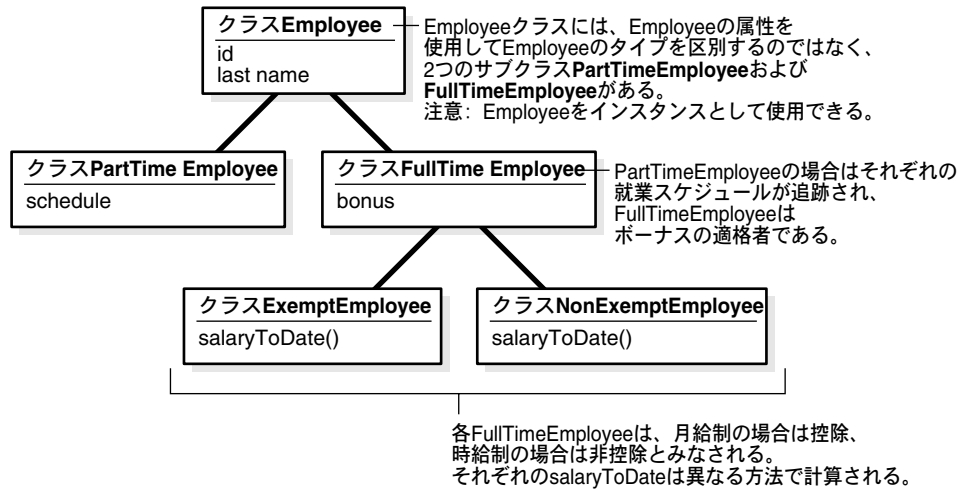 クラスEmployee
id
last name
Employeeクラスには、Employeeの属性を
使用してEmployeeのタイプを区別するのではなく、
2つのサブクラスPartTimeEmployeeおよび
FullTimeEmployeeがある。
注意：Employeeをインスタンスとして使用できる。
クラスPartTime Employee
schedule
クラスFullTime Employee
bonus
PartTimeEmployeeの場合はそれぞれの
就業スケジュールが追跡され、
FullTimeEmployeeは
ボーナスの適格者である。
クラスExemptEmployee
salaryToDate()
クラスNonExemptEmployee
salaryToDate()
各FullTimeEmployeeは、月給制の場合は控除、
時給制の場合は非控除とみなされる。
それぞれのsalaryToDateは異なる方法で計算される。